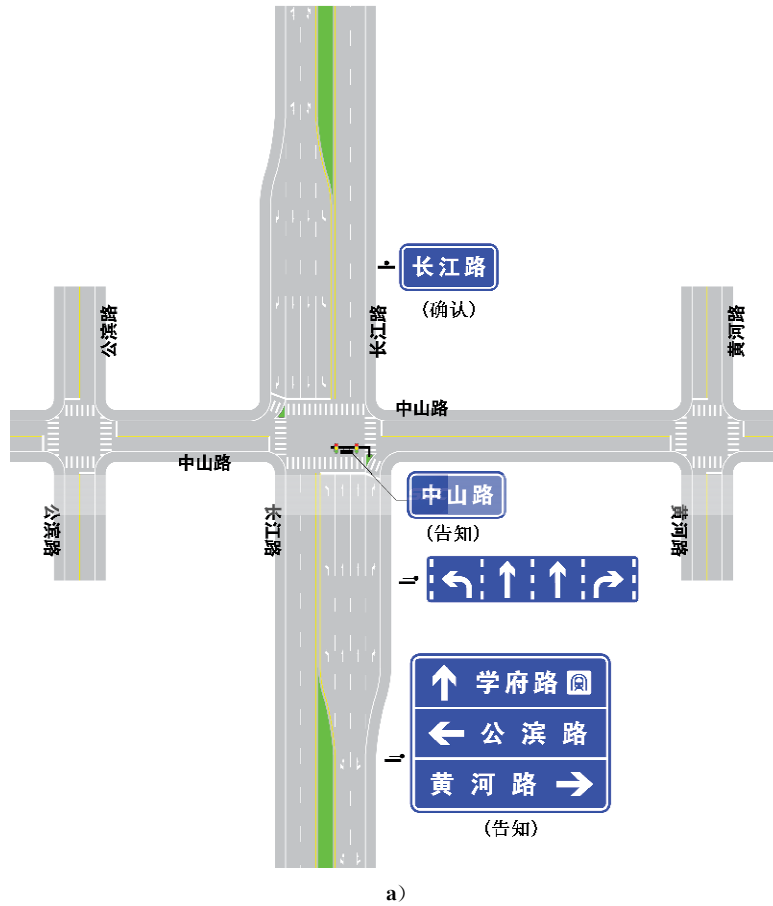 长江路
(确认)
公滨路
长江路
黄河路
中山路
中山路
中山路
(告知)
公滨路
长江路
黄河路
学府路
公滨路
黄河路
(告知)
a)